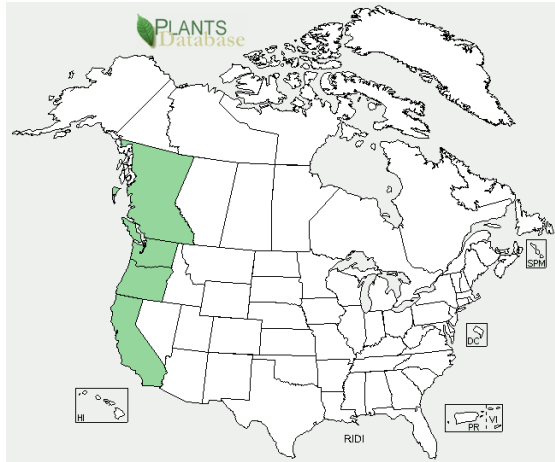 PLANTS
Database
SPM
DC
HI
PR
VI
RIDI